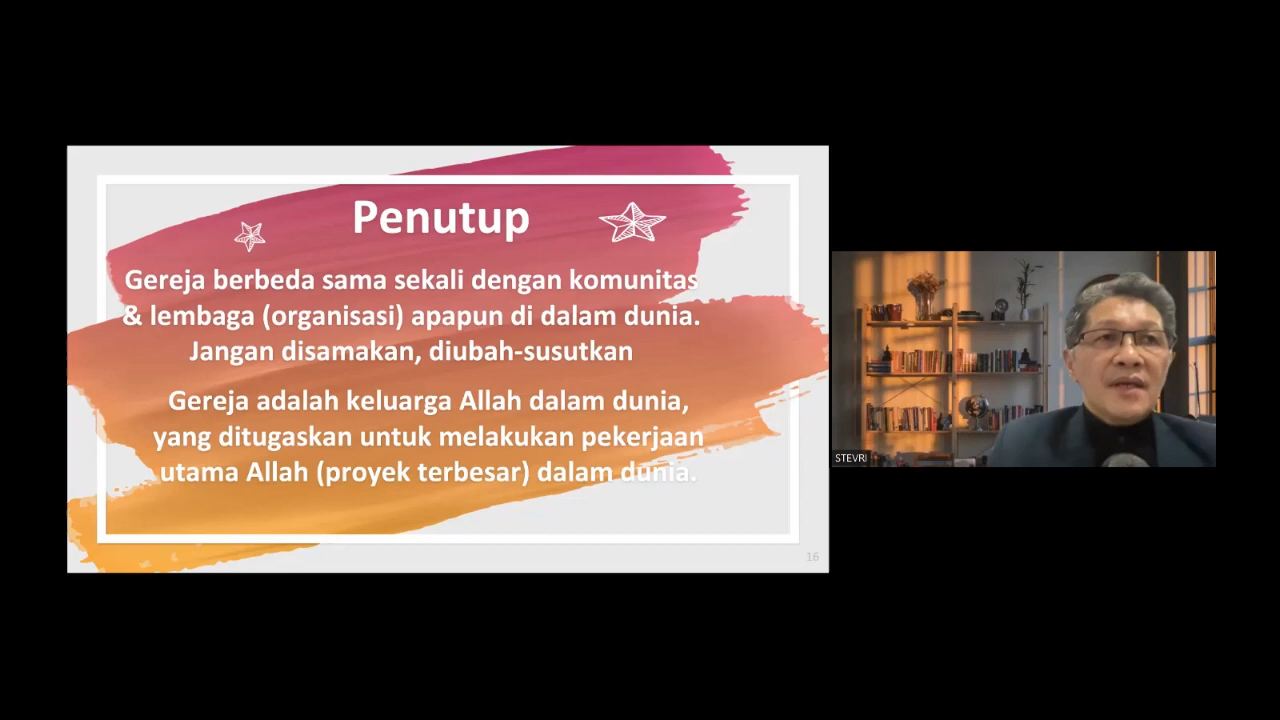 Penutup
Gereja berbeda sama sekali dengan komunitas
& lembaga (organisasi) apapun di dalam dunia.
Jangan disamakan, diubah-susutkan
Gereja adalah keluarga Allah dalam dunia,
yang ditugaskan untuk melakukan pekerjaan
utama Allah (proyek terbesar) dalam dunia.
16
STEVRI